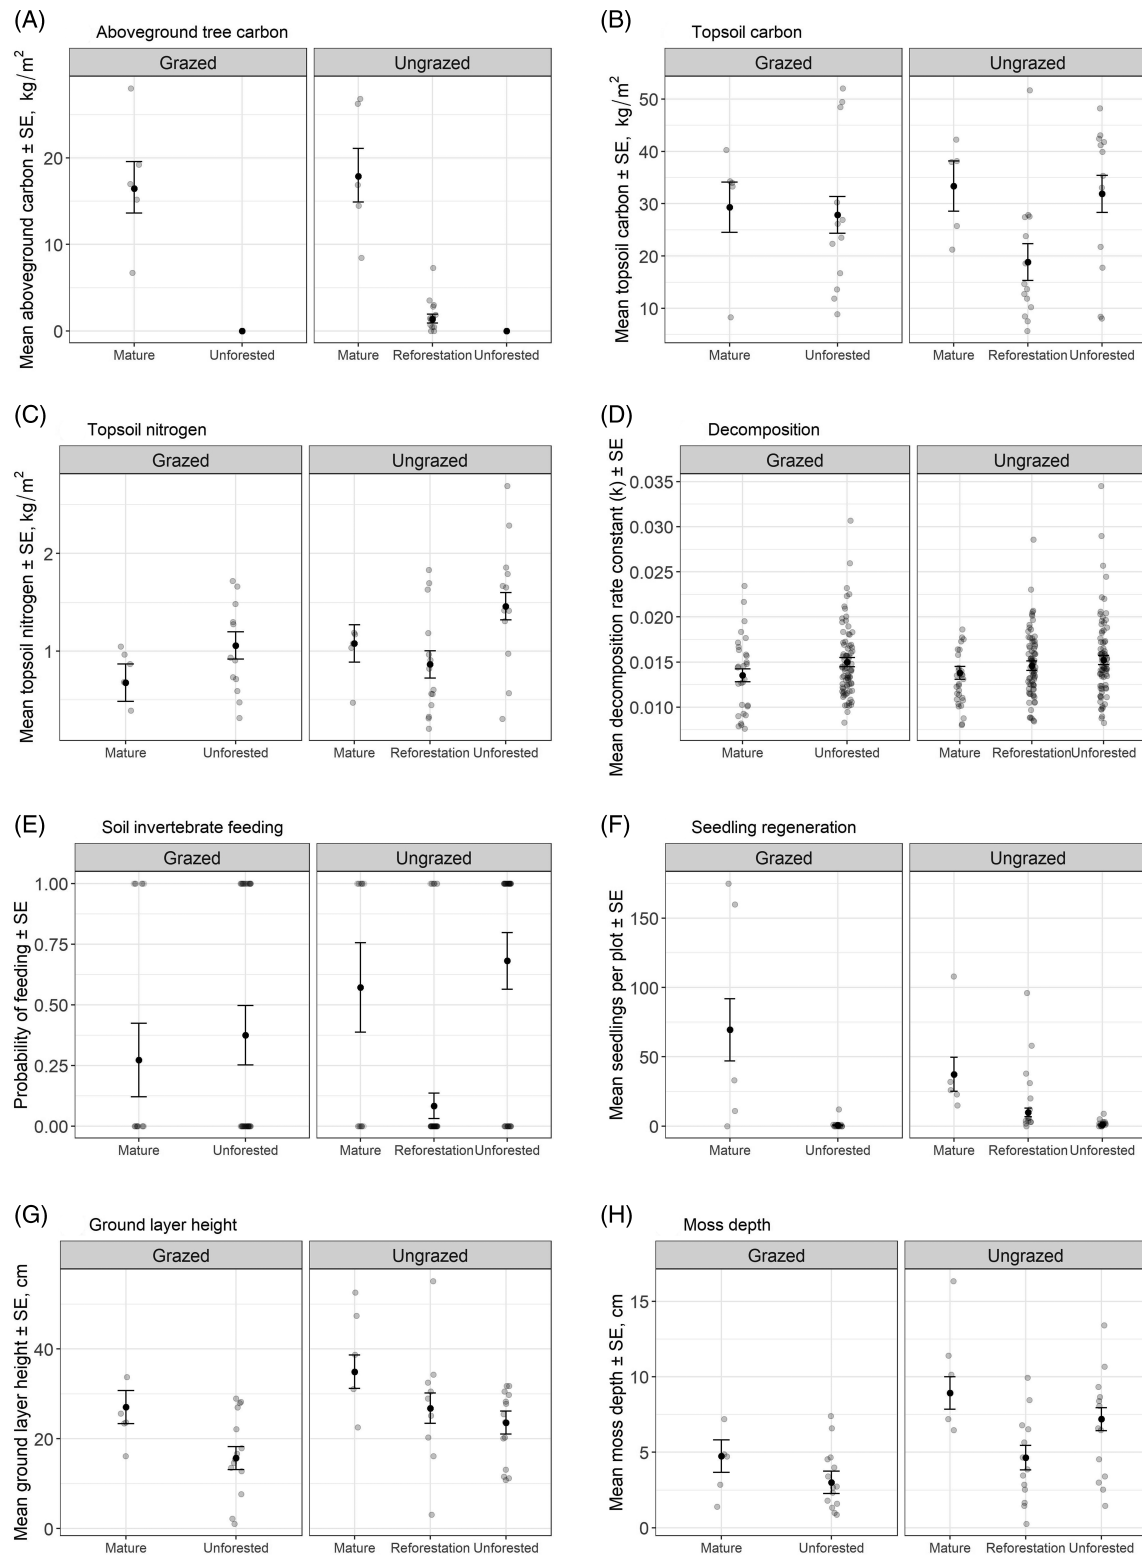 (A)
Aboveground tree carbon
Grazed
Ungrazed
Mean aboveground carbon ± SE, kg/m²
20
10
0
Mature
Unforested
Mature
Reforestation
Unforested
(B)
Topsoil carbon
Grazed
Ungrazed
Mean topsoil carbon ± SE, kg/m²
50
40
30
20
10
Mature
Unforested
Mature
Reforestation
Unforested
(C)
Topsoil nitrogen
Grazed
Ungrazed
Mean topsoil nitrogen ± SE, kg/m²
2
1
Mature
Unforested
Mature
Reforestation
Unforested
(D)
Decomposition
Grazed
Ungrazed
Mean decomposition rate constant (k) ± SE
0.035
0.030
0.025
0.020
0.015
0.010
Mature
Unforested
Mature
Reforestation
Unforested
(E)
Soil invertebrate feeding
Grazed
Ungrazed
Probability of feeding ± SE
1.00
0.75
0.50
0.25
0.00
Mature
Unforested
Mature
Reforestation
Unforested
(F)
Seedling regeneration
Grazed
Ungrazed
Mean seedlings per plot ± SE
150
100
50
0
Mature
Unforested
Mature
Reforestation
Unforested
(G)
Ground layer height
Grazed
Ungrazed
Mean ground layer height ± SE, cm
40
20
0
Mature
Unforested
Mature
Reforestation
Unforested
(H)
Moss depth
Grazed
Ungrazed
Mean moss depth ± SE, cm
15
10
5
0
Mature
Unforested
Mature
Reforestation
Unforested